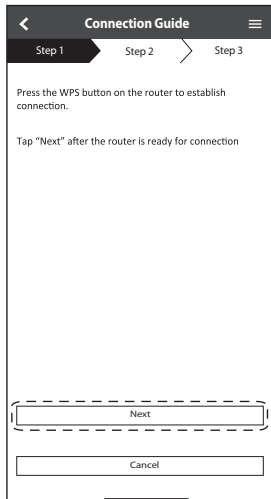 Connection Guide
Step 1
Step 2
Step 3
Press the WPS button on the router to establish
connection.
Tap “Next” after the router is ready for connection
Next
Cancel